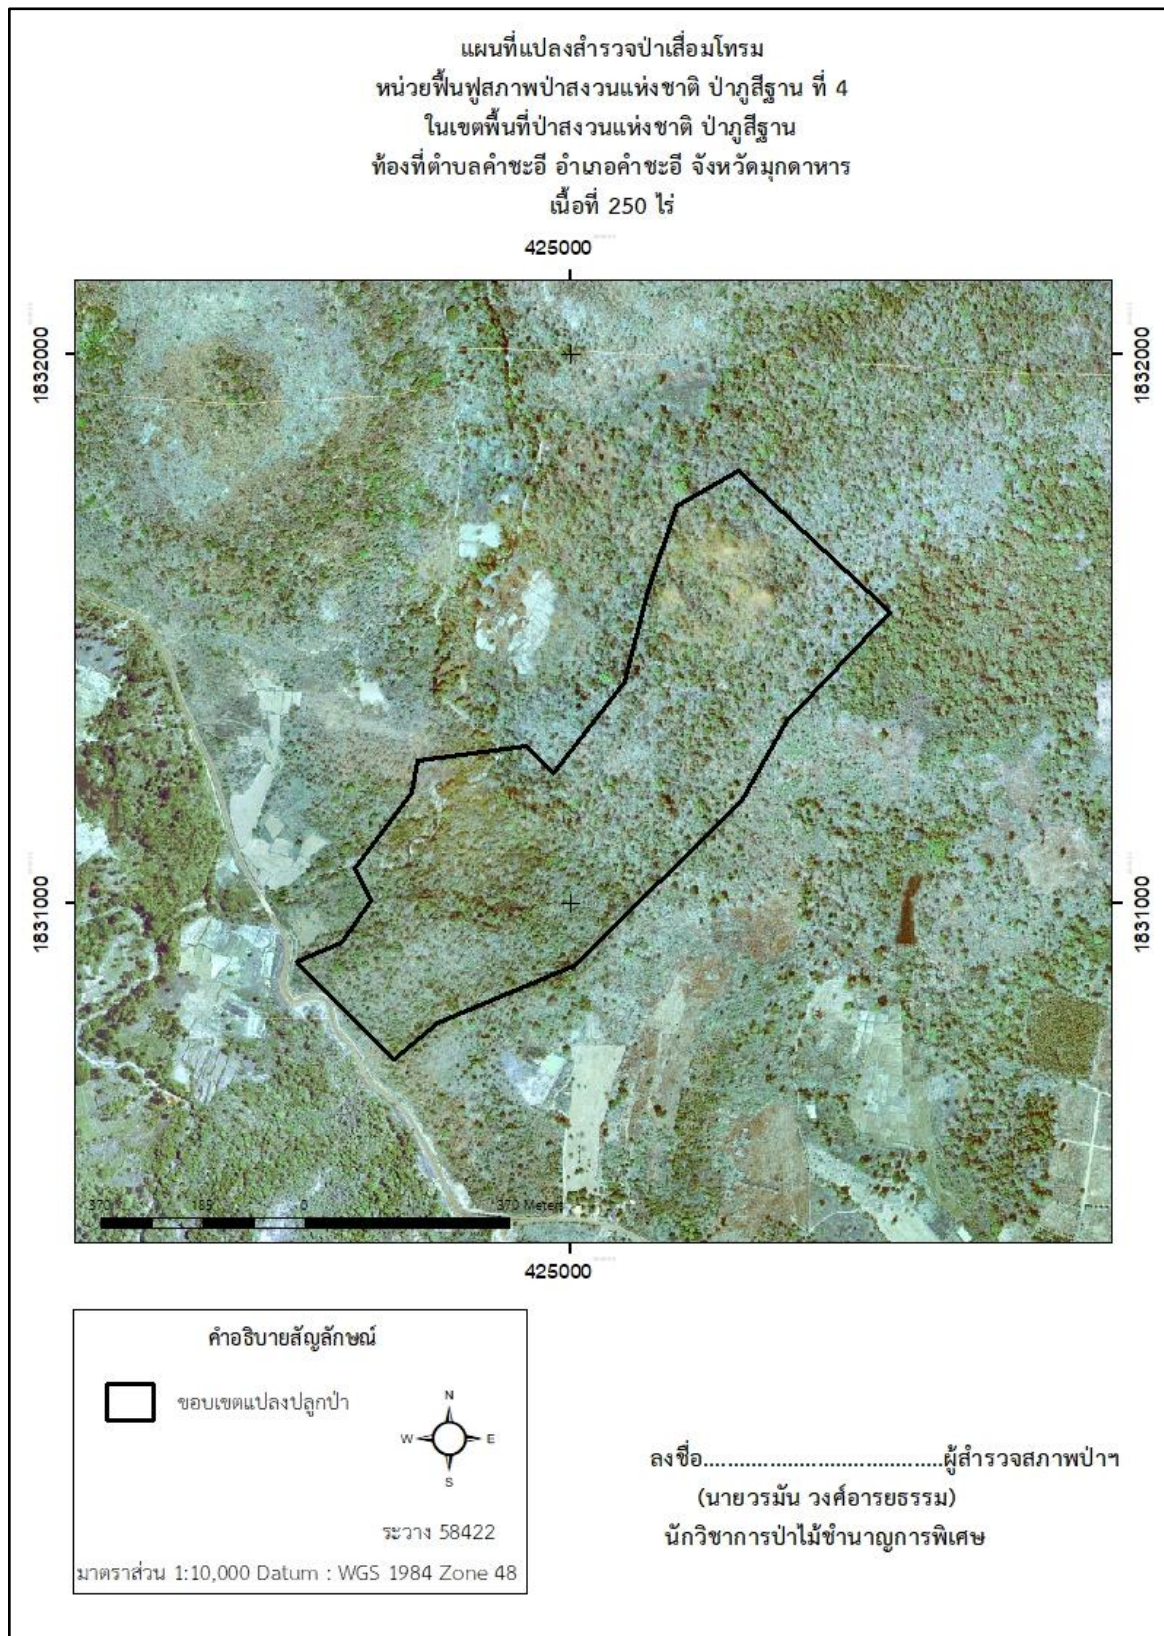 แผนที่แปลงสำรวจป่าเสื่อมโทรม
หน่วยฟื้นฟูสภาพป่าสงวนแห่งชาติ ป่าภูสีฐาน ที่ 4
ในเขตพื้นที่ป่าสงวนแห่งชาติ ป่าภูสีฐาน
ท้องที่ตำบลคำชะอี อำเภอคำชะอี จังหวัดมุกดาหาร
เนื้อที่ 250 ไร่
425000
1832000
1832000
1831000
1831000
370 185 0 370 Meters
425000
คำอธิบายสัญลักษณ์
ขอบเขตแปลงปลูกป่า
N
W E
S
ระวาง 58422
มาตราส่วน 1:10,000 Datum : WGS 1984 Zone 48
ลงชื่อ........................................ผู้สำรวจสภาพป่าฯ
(นายวรมัน วงศ์อารยธรรม)
นักวิชาการป่าไม้ชำนาญการพิเศษ